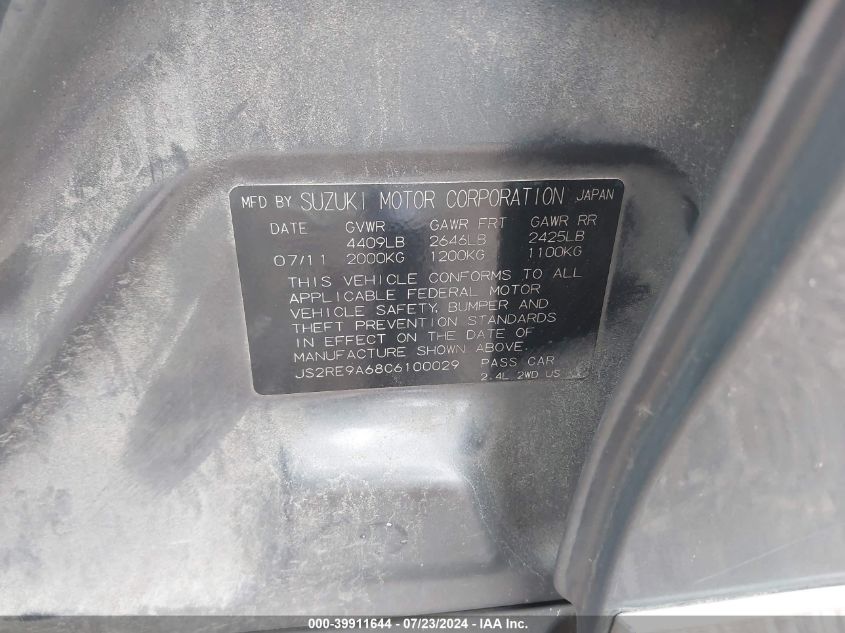 MFD BY SUZUKI MOTOR CORPORATION JAPAN
DATE GVWR GAWR FRT GAWR RR
4409LB 2646LB 2425LB
07/11 2000KG 1200KG 1100KG
THIS VEHICLE CONFORMS TO ALL
APPLICABLE FEDERAL MOTOR
VEHICLE SAFETY, BUMPER AND
THEFT PREVENTION STANDARDS
IN EFFECT ON THE DATE OF
MANUFACTURE SHOWN ABOVE.
JS2RE9A68C6100029 PASS CAR
2.4L 2WD US
000-39911644 / 07/23/2024 - IAA Inc.